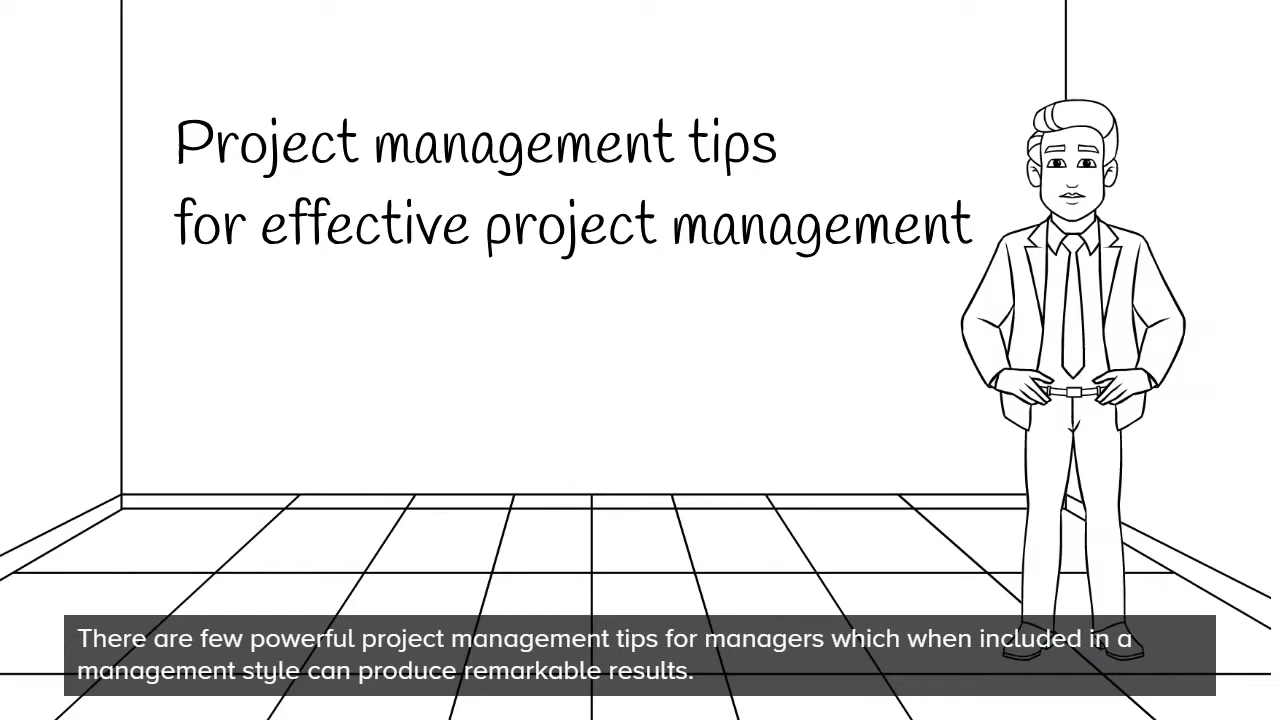 Project management tips
for effective project management
There are few powerful project management tips for managers which when included in a
management style can produce remarkable results.